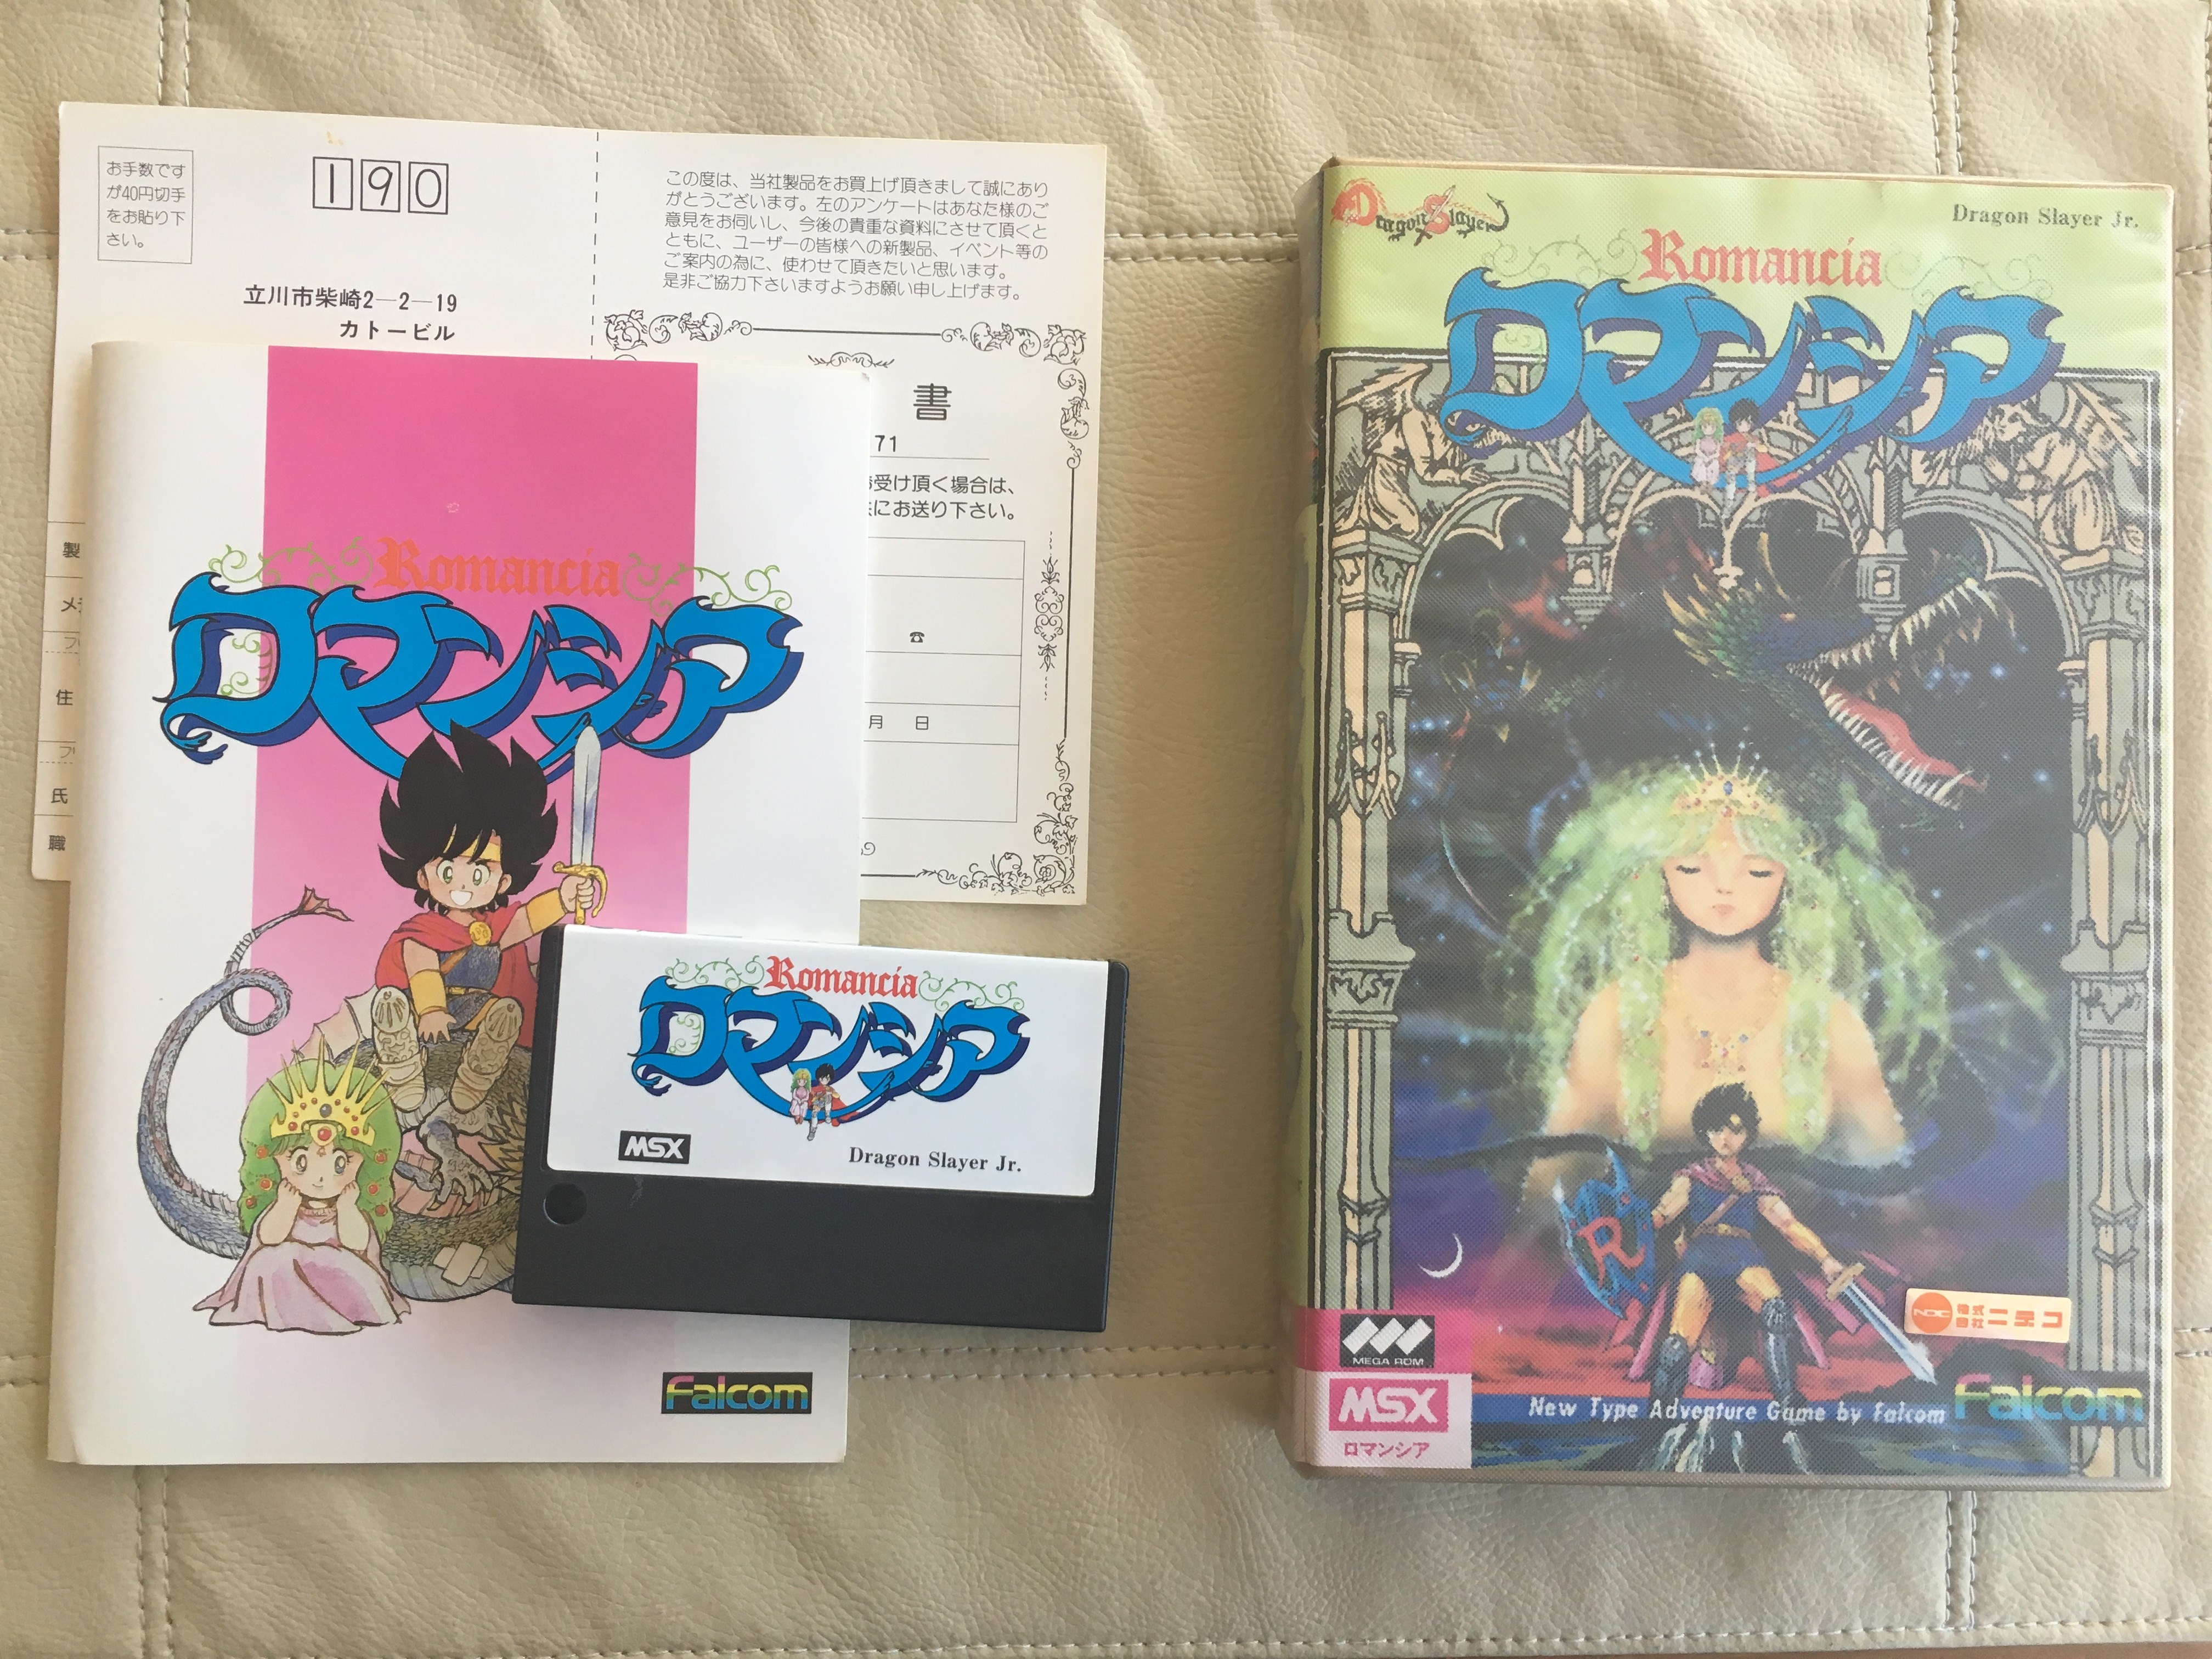 お手数です
が40円切手
をお貼り下
さい。
190
立川市柴崎2-2-19
カトービル
この度は、当社製品をお買上げ頂きまして誠にあり
がとうございます。左のアンケートはあなた様のご
意見をお伺いし、今後の貴重な資料にさせて頂くと
ともに、ユーザーの皆様への新製品、イベント等の
ご案内の為に、使わせて頂きたいと思います。
是非ご協力下さいますようお願い申し上げます。
書
71
受け頂く場合は、
にお送り下さい。
☎
月 日
製
住
氏
職
Romancia
ロマンシア
Falcom
Romancia
ロマンシア
MSX
Dragon Slayer Jr.
Dragon Slayer
Dragon Slayer Jr.
Romancia
ロマンシア
R
NDC 株式会社 ニデコ
MEGA ROM
MSX
ロマンシア
New Type Adventure Game by Falcom
Falcom